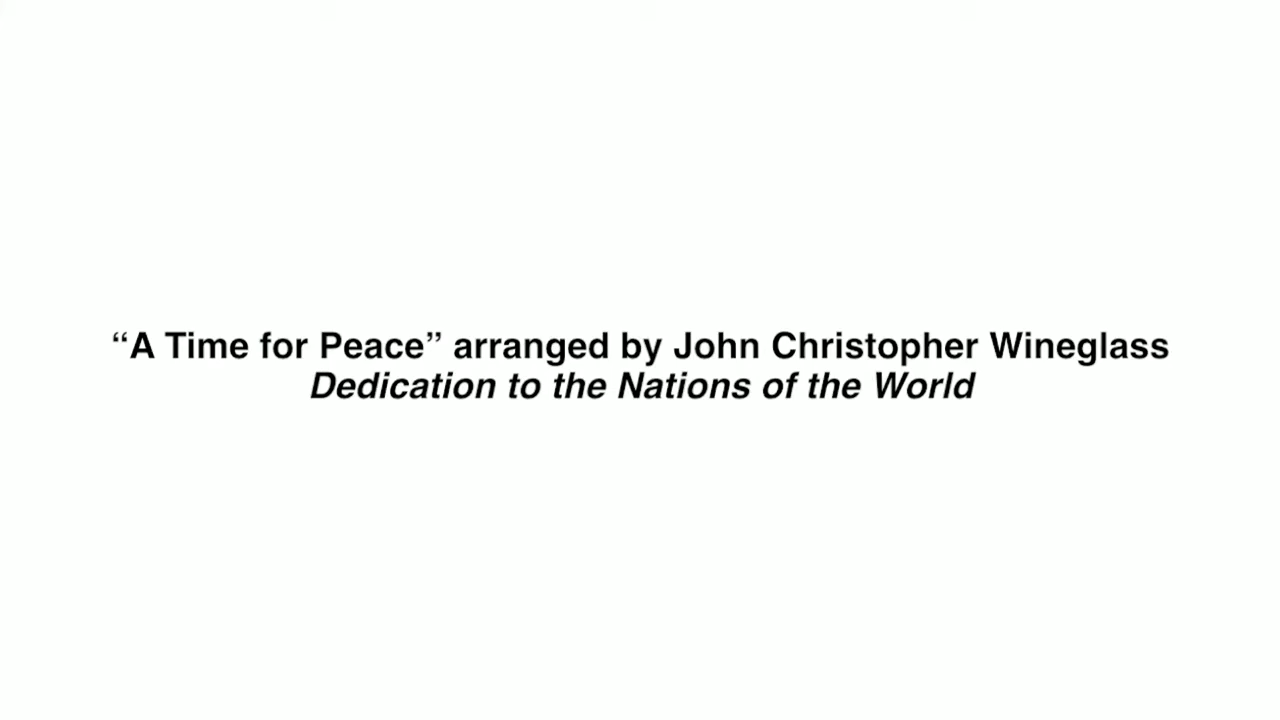 “A Time for Peace” arranged by John Christopher Wineglass
Dedication to the Nations of the World